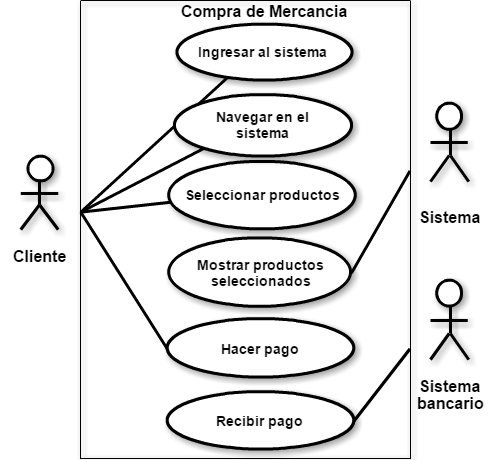 Compra de Mercancia
Ingresar al sistema
Navegar en el
sistema
Seleccionar productos
Mostrar productos
seleccionados
Hacer pago
Recibir pago
Cliente
Sistema
Sistema
bancario